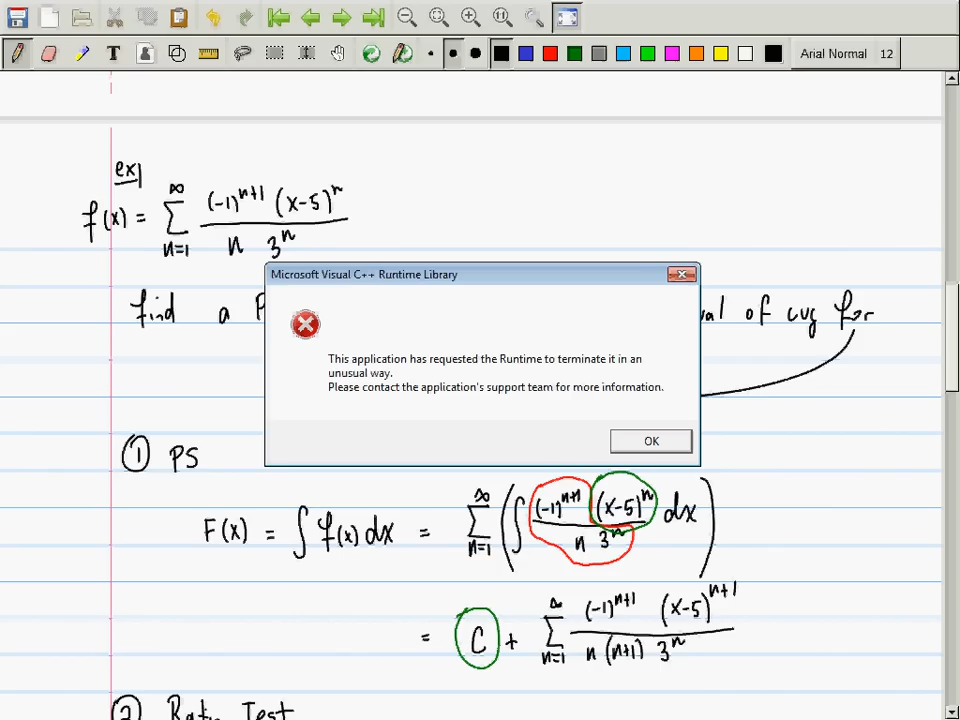 Arial Normal 12
ex
f(x) = ∑ n=1 ∞ (-1)^n+1 (x-5)^n / n 3^n
Microsoft Visual C++ Runtime Library
find a of cvg for
This application has requested the Runtime to terminate it in an
unusual way.
Please contact the application's support team for more information.
OK
① PS
F(x) = ∫ f(x) dx = ∑ n=1 ∞ (∫ (-1)^n+1 (x-5)^n / n 3^n dx)
= C + ∑ n=1 ∞ (-1)^n+1 (x-5)^n+1 / n (n+1) 3^n
② Ratio Test